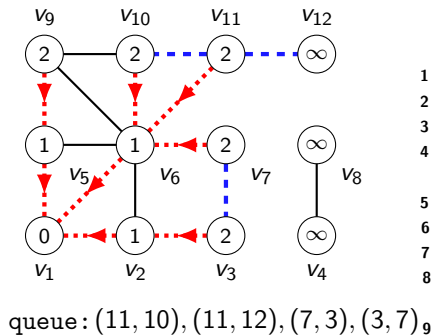 v9 v10 v11 v12
2 2 2 ∞
1
2
3
4
1 1 2 ∞
v5 v6 v7 v8
5
6
7
8
0 1 2 ∞
v1 v2 v3 v4
queue: (11, 10), (11, 12), (7, 3), (3, 7) 9